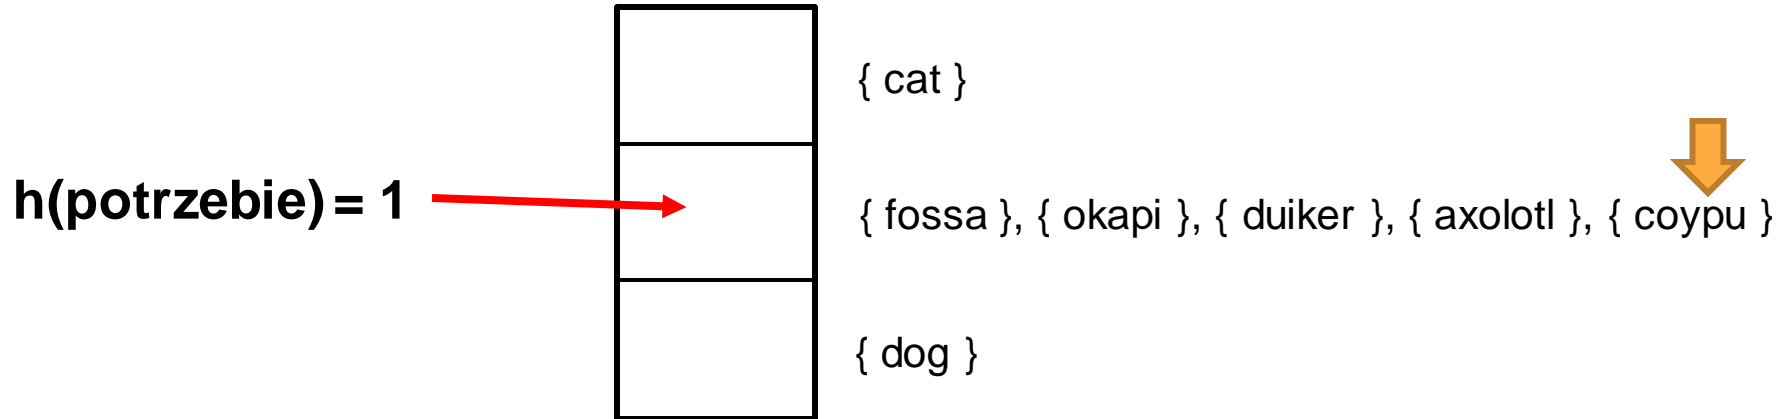 { cat }
h(potrzebie) = 1
{ fossa }, { okapi }, { duiker }, { axolotl }, { coypu }
{ dog }